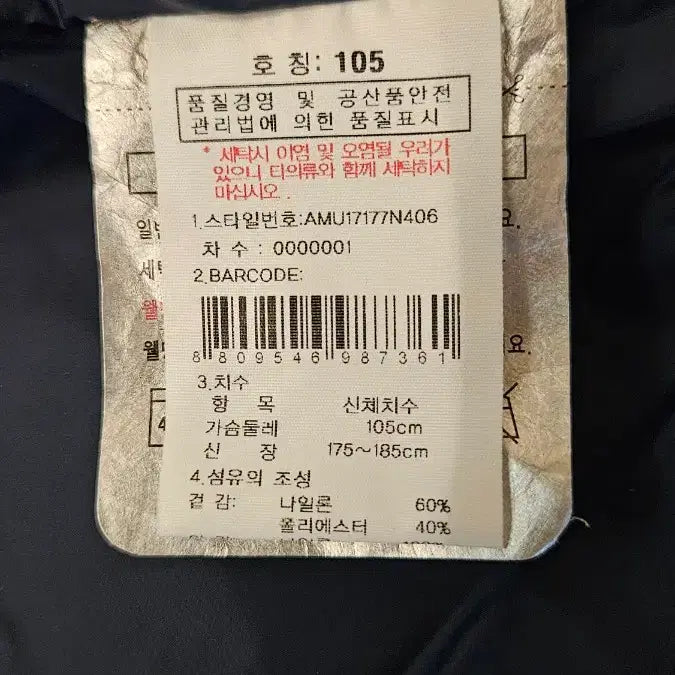 호 칭: 105
품질경영 및 공산품안전
관리법에 의한 품질표시
* 세탁시 이염 및 오염될 우려가
있으니 타의류와 함께 세탁하지
마십시오.
1.스타일번호:AMU17177N406
차 수 : 0000001
2.BARCODE:
8809546987361
3.치수
항 목 신체치수
가슴둘레 105cm
신 장 175~185cm
4.섬유의 조성
겉 감: 나일론 60%
폴리에스터 40%